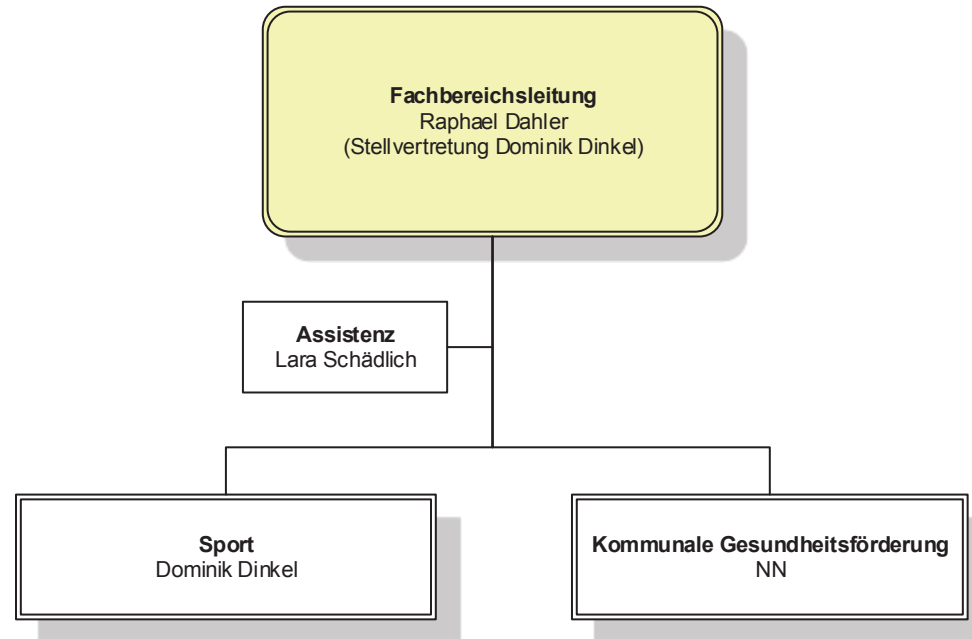 Fachbereichsleitung
Raphael Dahler
(Stellvertretung Dominik Dinkel)
Assistenz
Lara Schädlich
Sport
Dominik Dinkel
Kommunale Gesundheitsförderung
NN